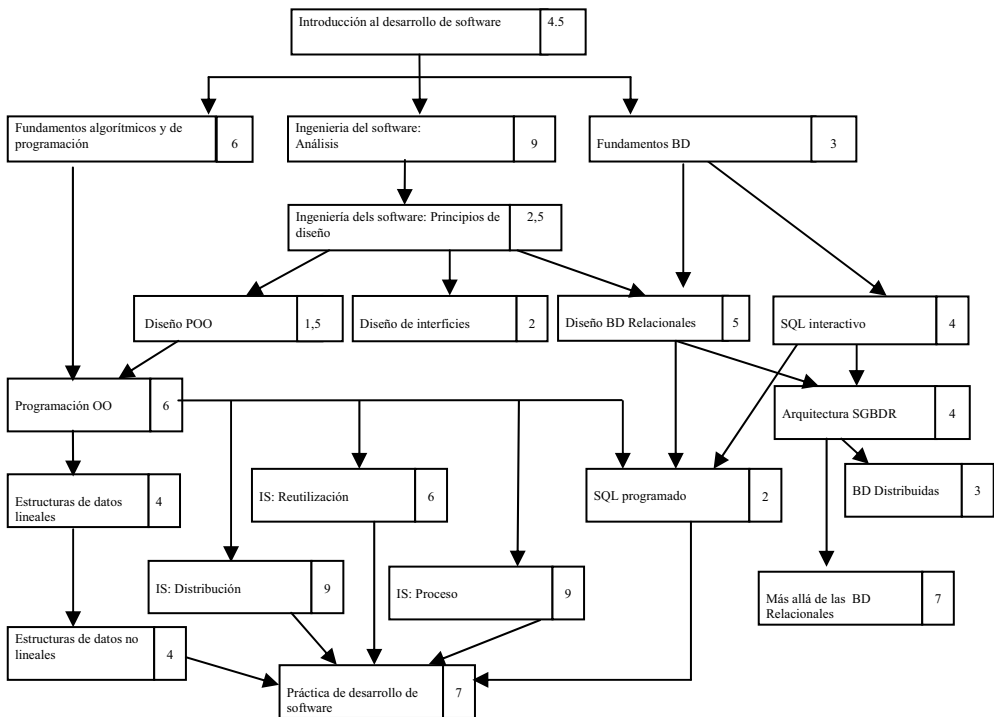 Introducción al desarrollo de software
4.5
Fundamentos algorítmicos y de
programación
6
Ingenieria del software:
Análisis
9
Fundamentos BD
3
Ingeniería dels software: Principios de
diseño
2,5
Diseño POO
1,5
Diseño de interficies
2
Diseño BD Relacionales
5
SQL interactivo
4
Programación OO
6
Arquitectura SGBDR
4
Estructuras de datos
lineales
4
IS: Reutilización
6
SQL programado
2
BD Distribuidas
3
IS: Distribución
9
IS: Proceso
9
Más allá de las BD
Relacionales
7
Estructuras de datos no
lineales
4
Práctica de desarrollo de
software
7